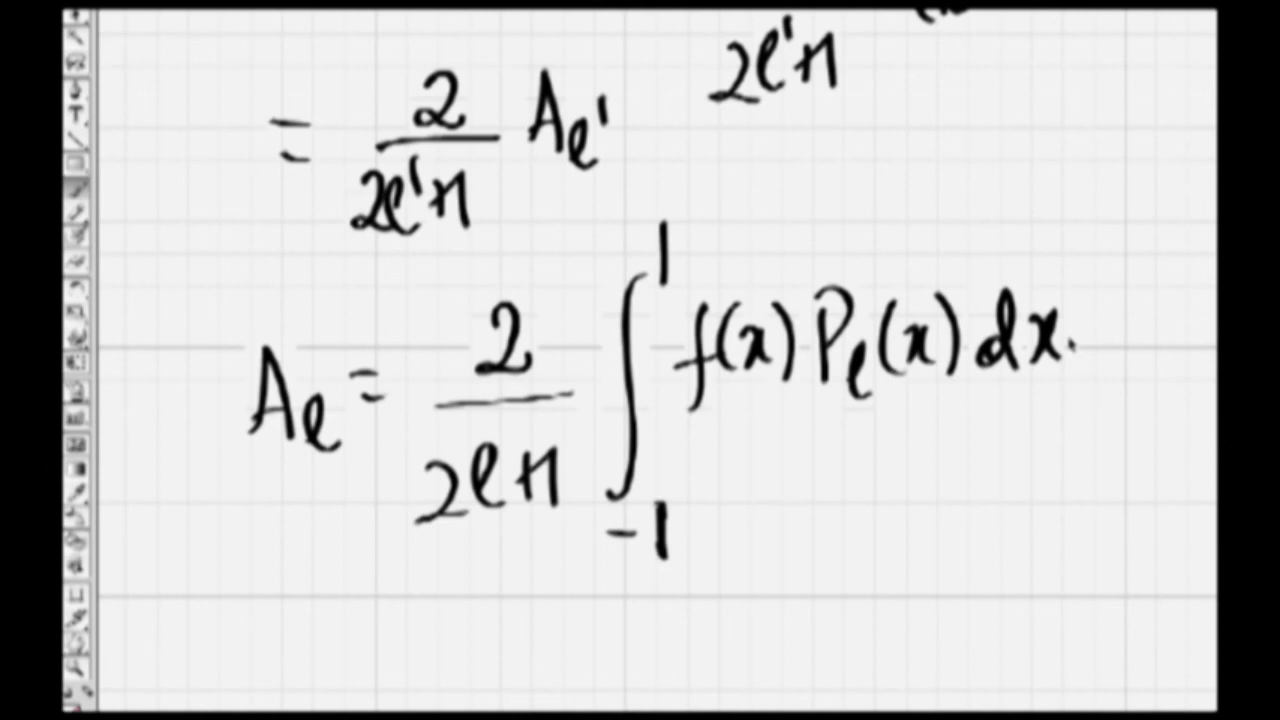 2ℓ'+1
= 2/(2ℓ'+1) A_ℓ'
A_ℓ = 2/(2ℓ+1) ∫_{-1}^{1} f(x) P_ℓ(x) dx.